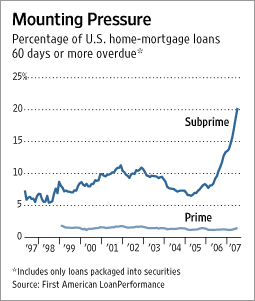 Mounting Pressure
Percentage of U.S. home-mortgage loans
60 days or more overdue*
25%
20
Subprime
15
10
5
Prime
0
'97 '98 '99 '00 '01 '02 '03 '04 '05 '06 '07
*Includes only loans packaged into securities
Source: First American LoanPerformance